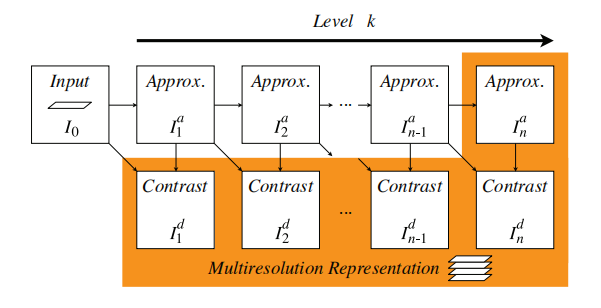 Level k
Input
I_0
Approx.
I_1^a
Approx.
I_2^a
...
Approx.
I_{n-1}^a
Approx.
I_n^a
Contrast
I_1^d
Contrast
I_2^d
...
Contrast
I_{n-1}^d
Contrast
I_n^d
Multiresolution Representation